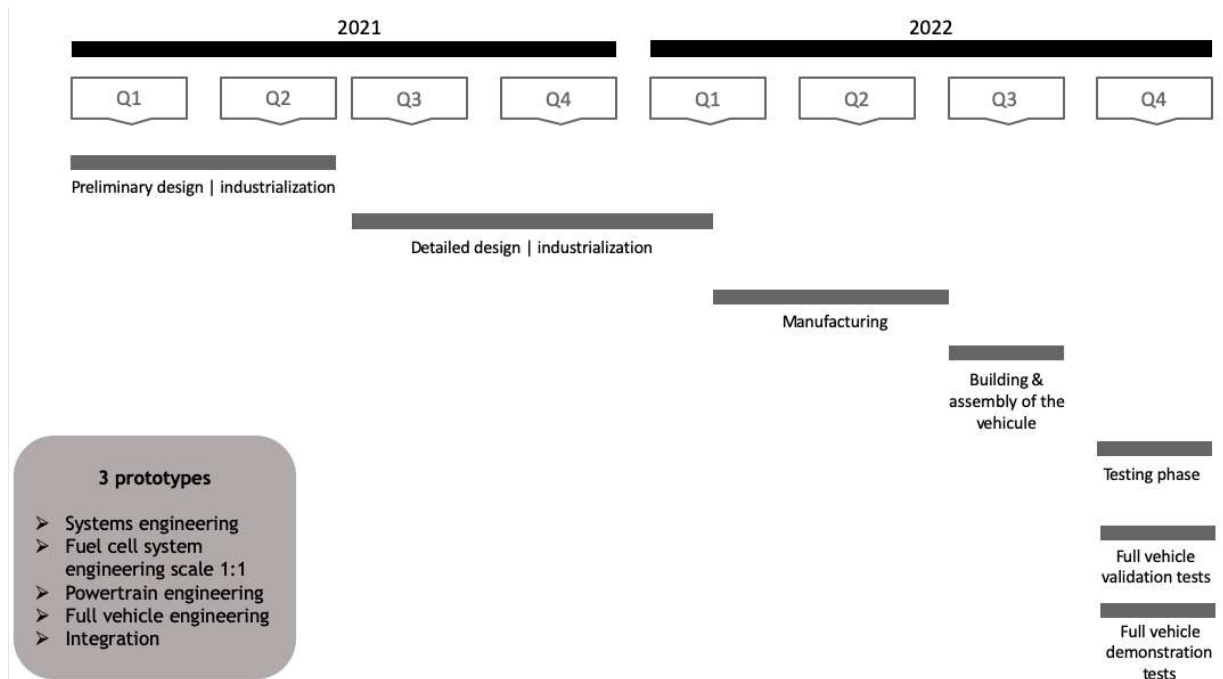 2021
2022
Q1
Q2
Q3
Q4
Q1
Q2
Q3
Q4
Preliminary design | industrialization
Detailed design | industrialization
Manufacturing
Building &
assembly of the
vehicule
Testing phase
Full vehicle
validation tests
Full vehicle
demonstration
tests
3 prototypes
➢ Systems engineering
➢ Fuel cell system
engineering scale 1:1
➢ Powertrain engineering
➢ Full vehicle engineering
➢ Integration